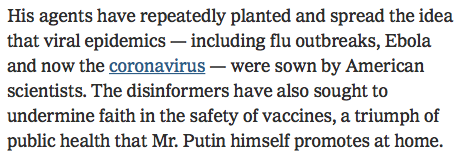 His agents have repeatedly planted and spread the idea
that viral epidemics — including flu outbreaks, Ebola
and now the coronavirus — were sown by American
scientists. The disinformers have also sought to
undermine faith in the safety of vaccines, a triumph of
public health that Mr. Putin himself promotes at home.